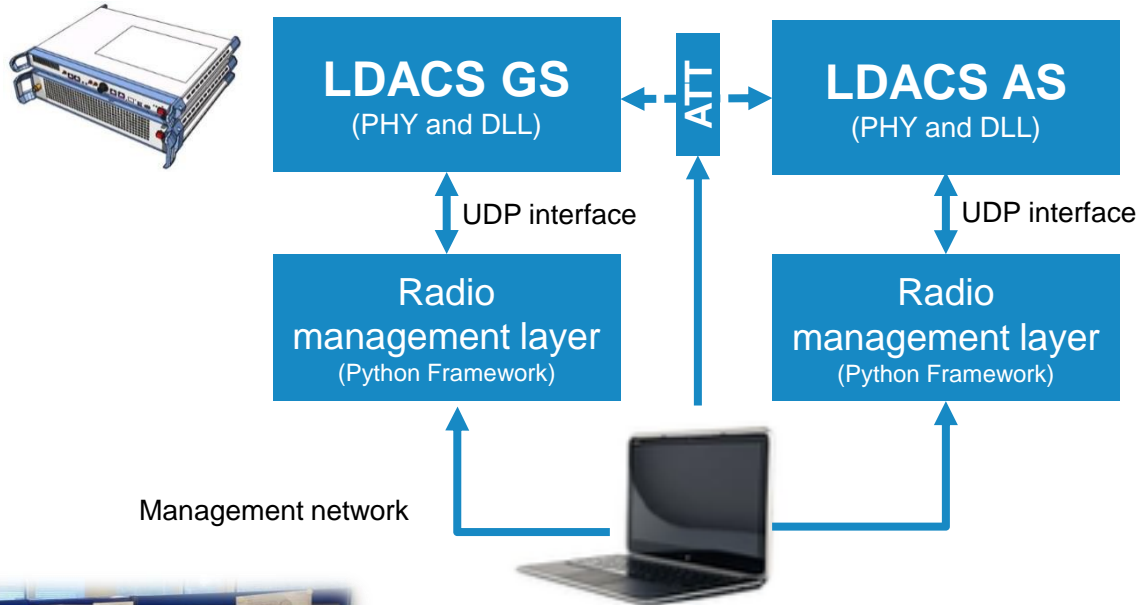 LDACS GS
(PHY and DLL)
ATT
LDACS AS
(PHY and DLL)
UDP interface
UDP interface
Radio
management layer
(Python Framework)
Radio
management layer
(Python Framework)
Management network